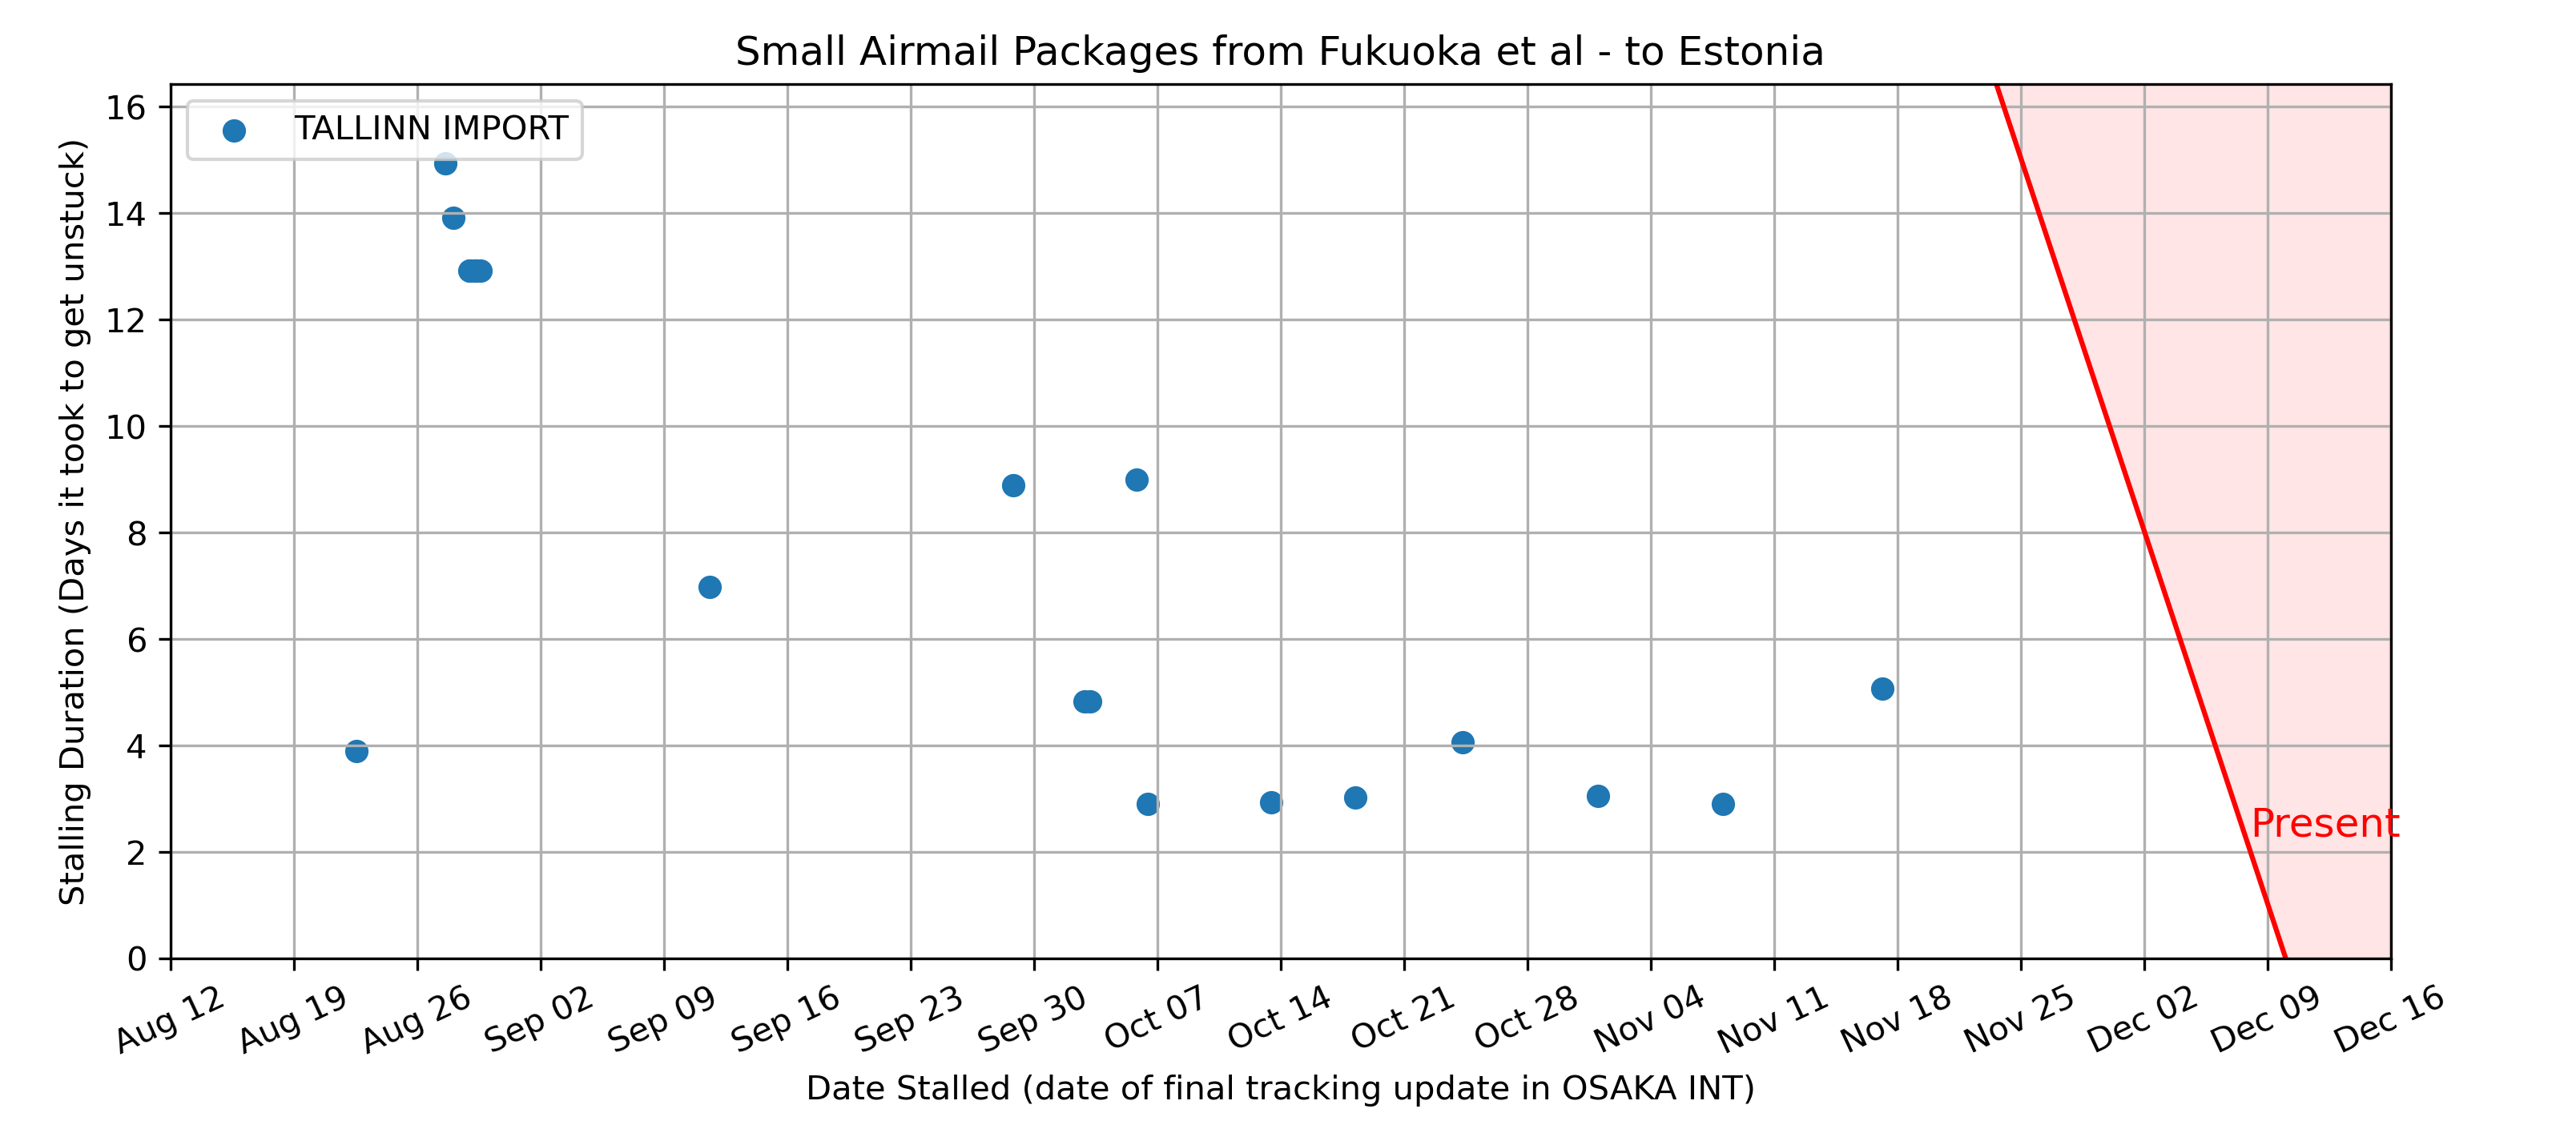 Small Airmail Packages from Fukuoka et al - to Estonia
TALLINN IMPORT
Stalling Duration (Days it took to get unstuck)
16
14
12
10
8
6
4
2
0
Present
Aug 12 Aug 19 Aug 26 Sep 02 Sep 09 Sep 16 Sep 23 Sep 30 Oct 07 Oct 14 Oct 21 Oct 28 Nov 04 Nov 11 Nov 18 Nov 25 Dec 02 Dec 09 Dec 16
Date Stalled (date of final tracking update in OSAKA INT)